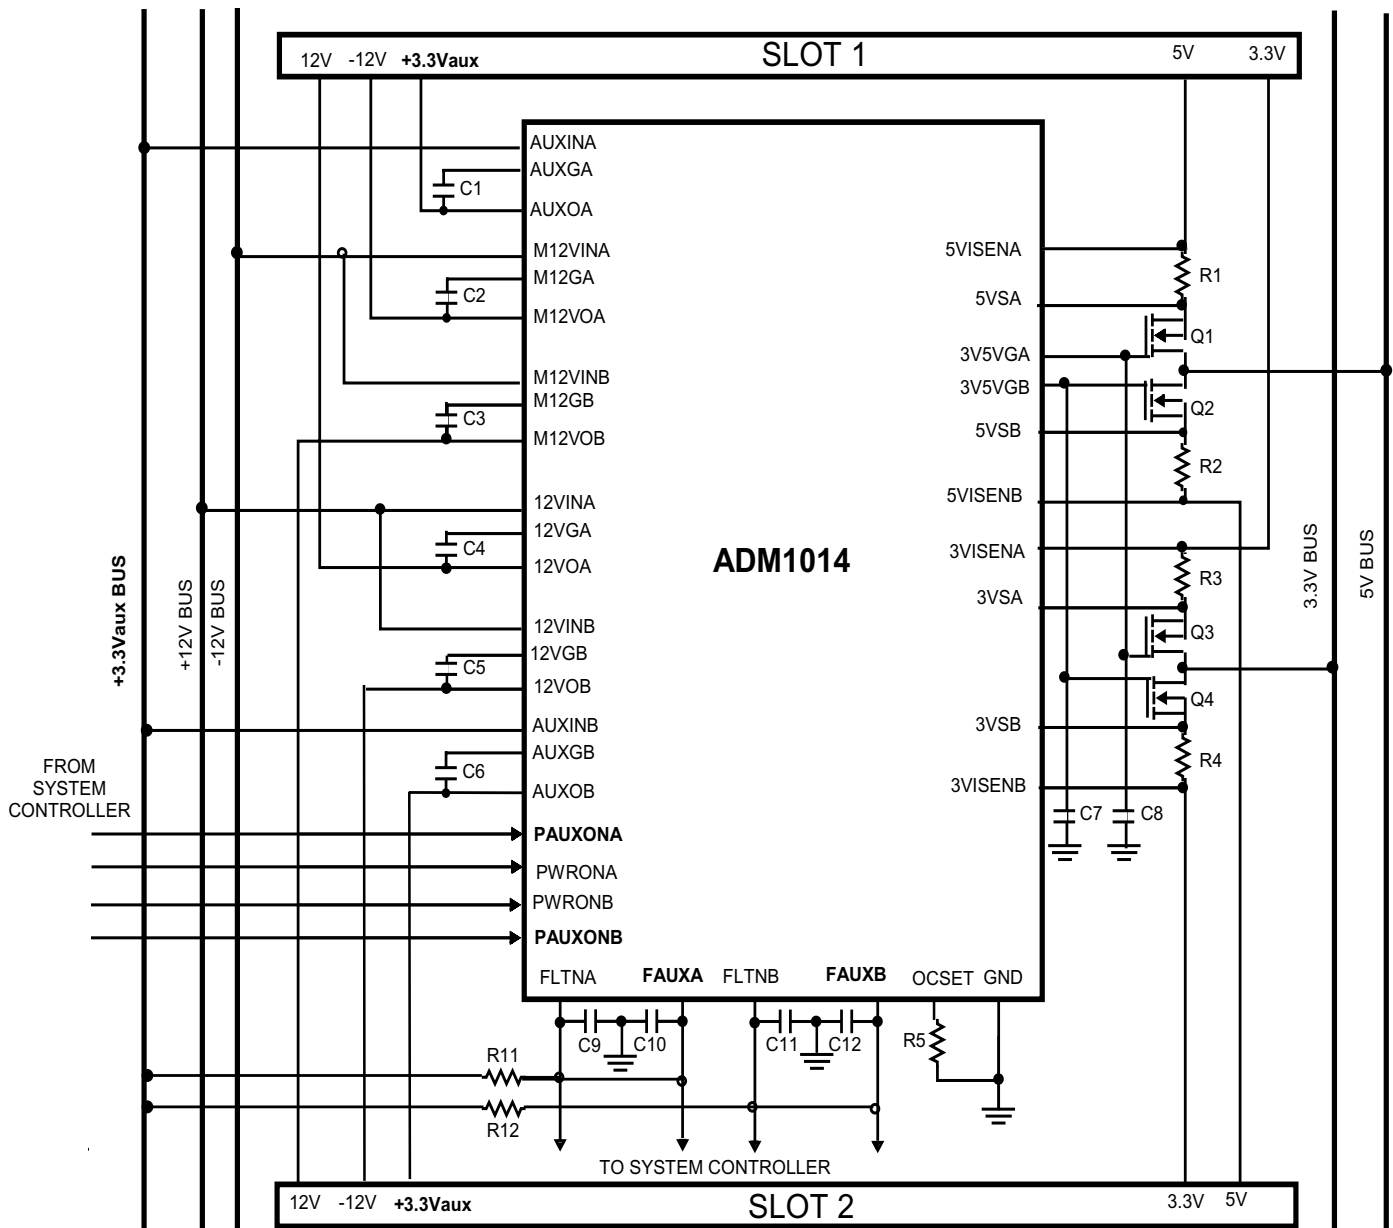 SLOT 1
12V -12V +3.3Vaux 5V 3.3V
AUXINA
AUXGA
C1
AUXOA
M12VINA
M12GA
C2
M12VOA
M12VINB
M12GB
C3
M12VOB
12VINA
12VGA
C4
12VOA
12VINB
12VGB
C5
12VOB
AUXINB
AUXGB
C6
AUXOB
PAUXONA
PWRONA
PWRONB
PAUXONB
+3.3Vaux BUS
+12V BUS
-12V BUS
FROM
SYSTEM
CONTROLLER
ADM1014
5VISENA
R1
5VSA
Q1
3V5VGA
3V5VGB
Q2
5VSB
R2
5VISENB
3VISENA
R3
3VSA
Q3
Q4
3VSB
R4
3VISENB
C7 C8
3.3V BUS
5V BUS
FLTNA FAUXA FLTNB FAUXB OCSET GND
C9 C10 C11 C12 R5
R11
R12
TO SYSTEM CONTROLLER
12V -12V +3.3Vaux 3.3V 5V
SLOT 2